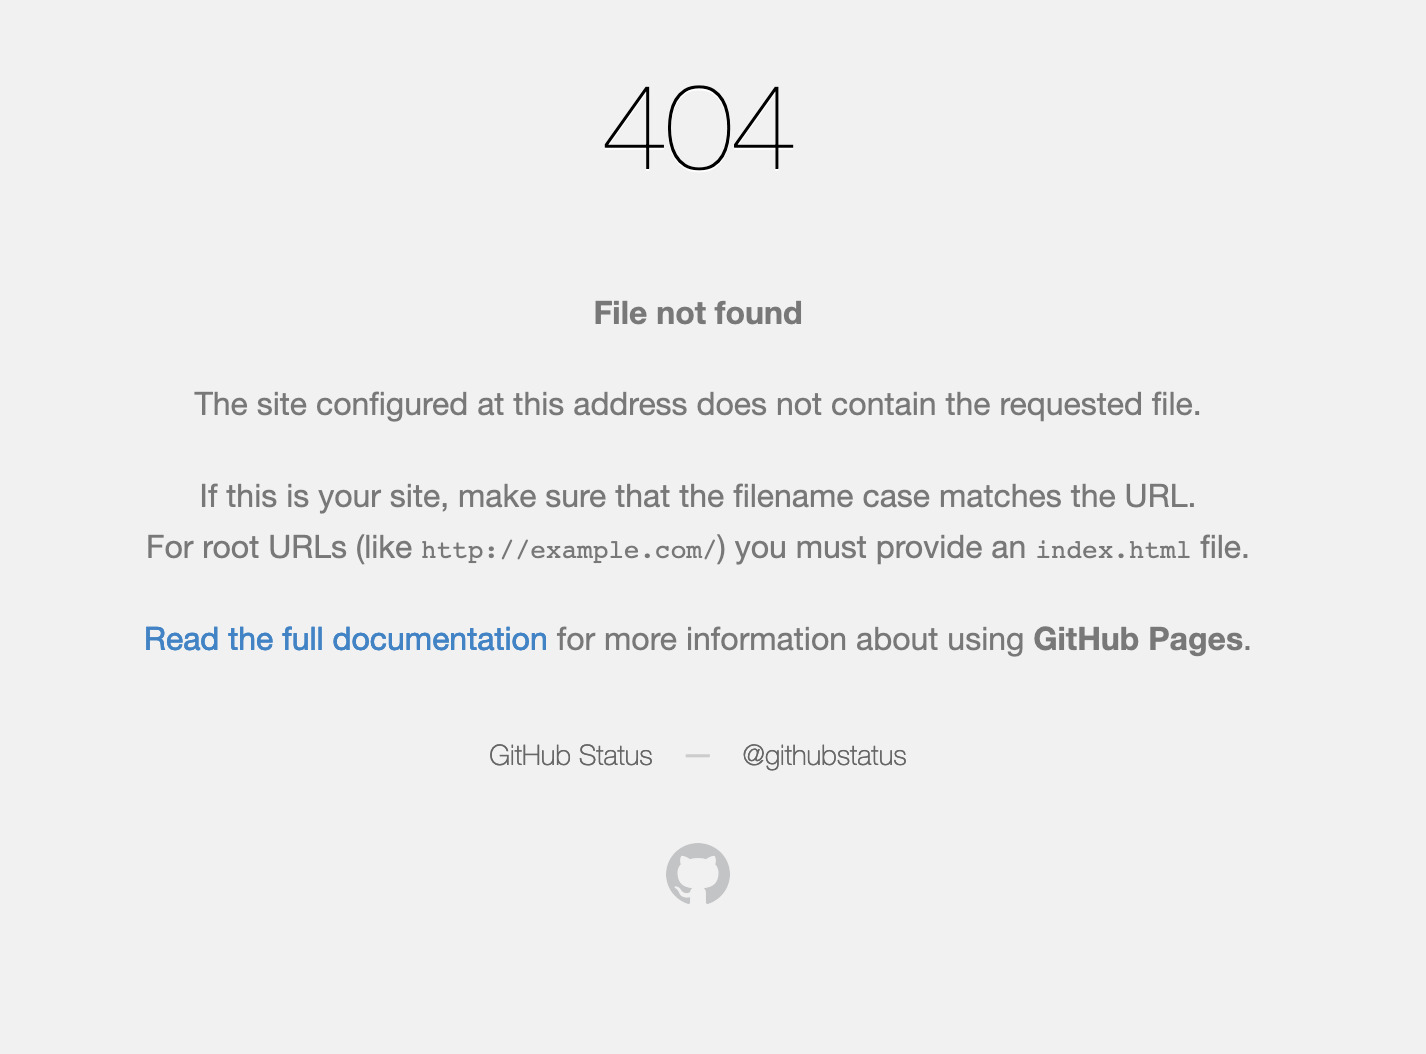 404
File not found
The site configured at this address does not contain the requested file.
If this is your site, make sure that the filename case matches the URL.
For root URLs (like http://example.com/) you must provide an index.html file.
Read the full documentation for more information about using GitHub Pages.
GitHub Status — @githubstatus